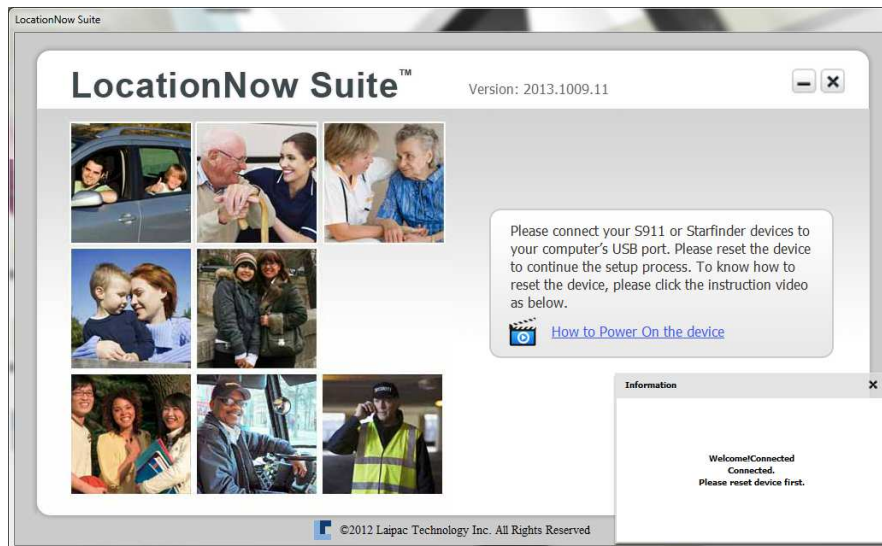 LocationNow Suite
LocationNow Suite™
Version: 2013.1009.11
Please connect your S911 or Starfinder devices to
your computer's USB port. Please reset the device
to continue the setup process. To know how to
reset the device, please click the instruction video
as below.
How to Power On the device
Information
Welcome!Connected
Connected.
Please reset device first.
©2012 Laipac Technology Inc. All Rights Reserved